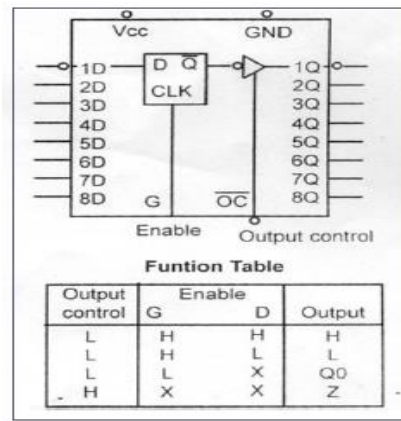 Vcc GND
1D D Q̅ 1Q
2D CLK 2Q
3D 3Q
4D 4Q
5D 5Q
6D 6Q
7D 7Q
8D G O̅C̅ 8Q
Enable Output control
Funtion Table
Output control Enable G D Output
L H H H
L H L L
L L X Q0
H X X Z